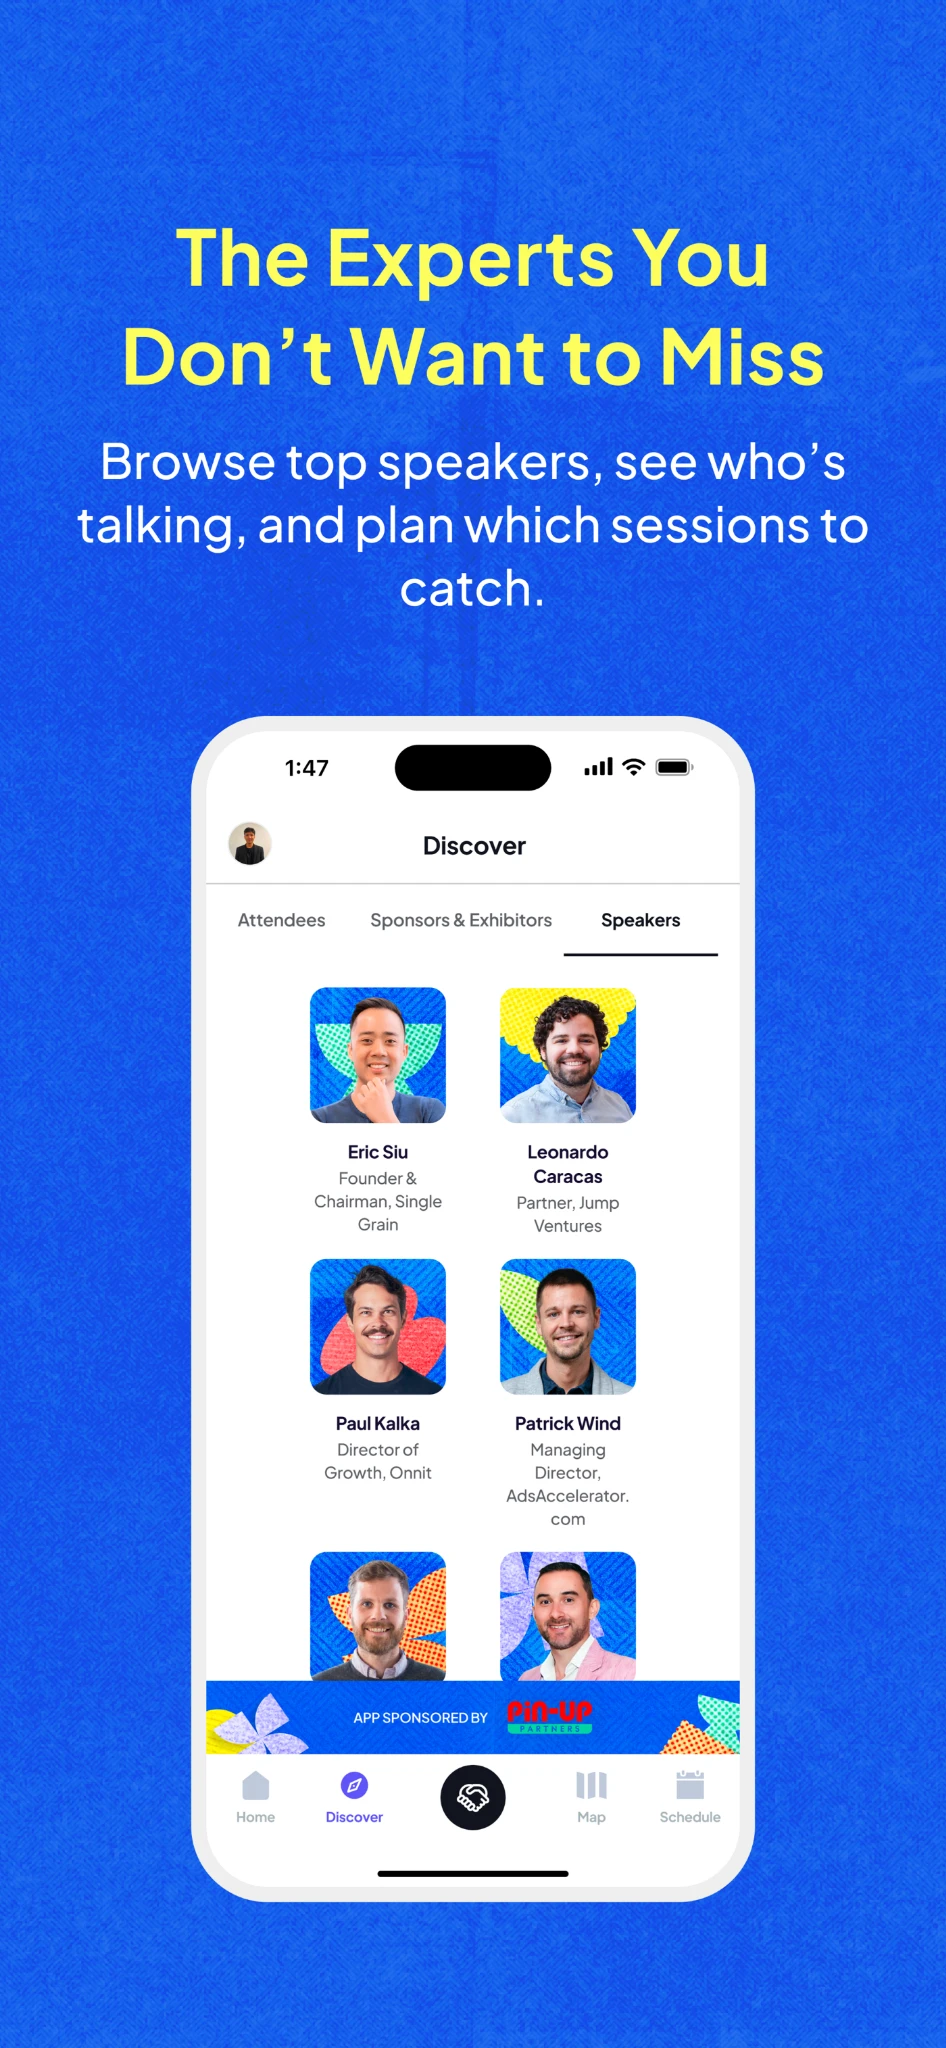 The Experts You
Don’t Want to Miss
Browse top speakers, see who’s
talking, and plan which sessions to
catch.
1:47
Discover
Attendees
Sponsors & Exhibitors
Speakers
Eric Siu
Founder &
Chairman, Single
Grain
Leonardo
Caracas
Partner, Jump
Ventures
Paul Kalka
Director of
Growth, Onnit
Patrick Wind
Managing
Director,
AdsAccelerator.
com
APP SPONSORED BY
PiN-UP
PARTNERS
Home
Discover
Map
Schedule